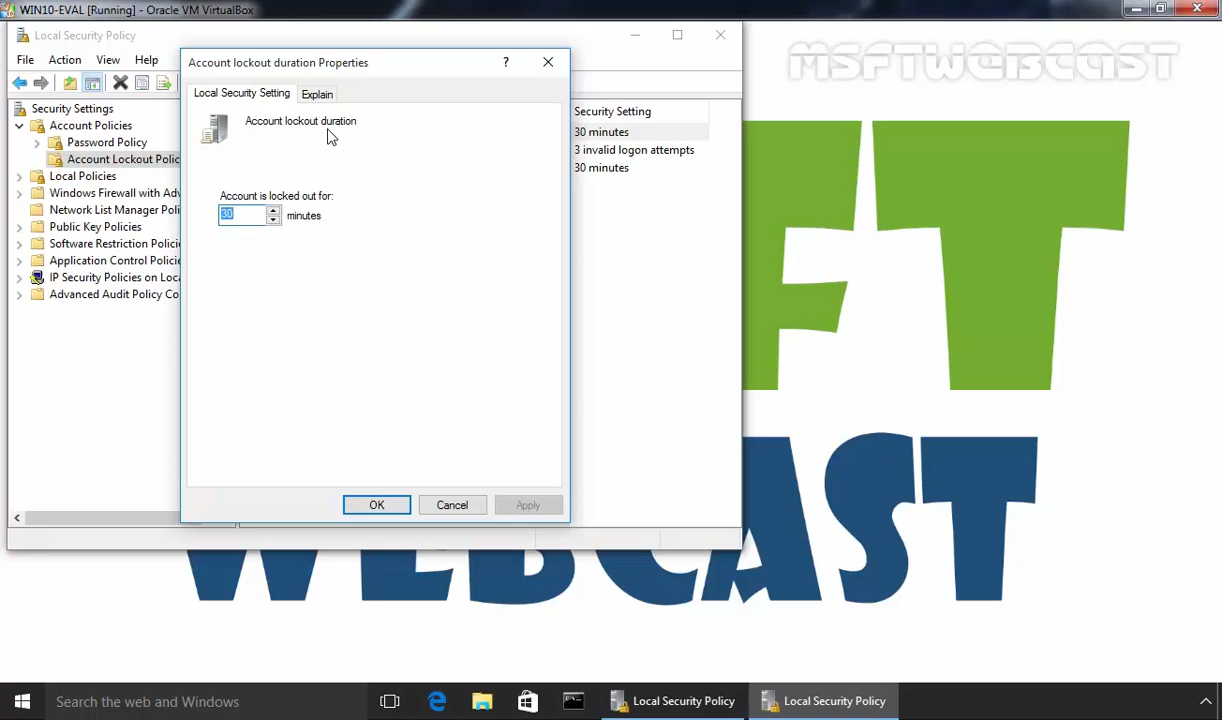 WIN10-EVAL [Running] - Oracle VM VirtualBox
Local Security Policy
File Action View Help
Account lockout duration Properties
Local Security Setting
Explain
Account lockout duration
Account is locked out for:
30
minutes
OK
Cancel
Apply
Security Settings
Account Policies
Password Policy
Account Lockout Polic
Local Policies
Windows Firewall with Adv
Network List Manager Poli
Public Key Policies
Software Restriction Polici
Application Control Policie
IP Security Policies on Loca
Advanced Audit Policy Co
Security Setting
30 minutes
3 invalid logon attempts
30 minutes
MSFTWEBCAST
FT
WEBCAST
Search the web and Windows
Local Security Policy
Local Security Policy